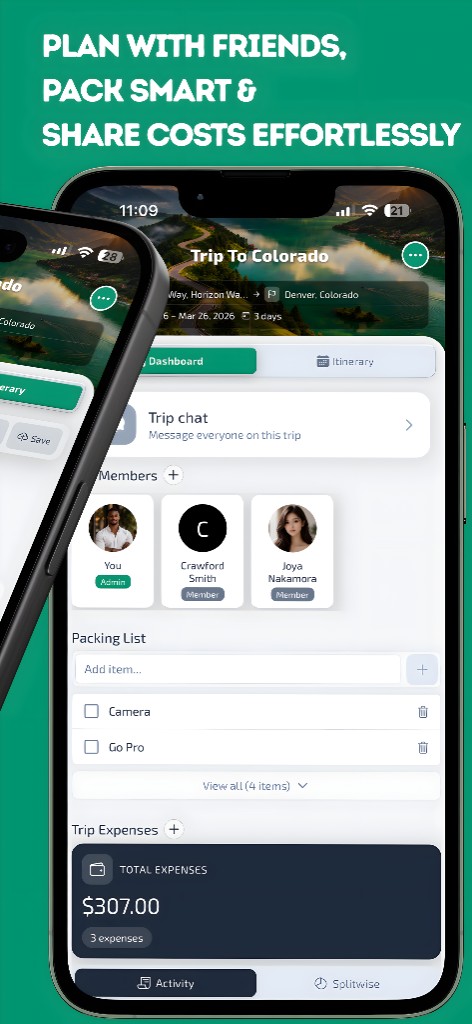 PLAN WITH FRIENDS,
PACK SMART &
SHARE COSTS EFFORTLESSLY
11:09
21
28
Trip To Colorado
Way, Horizon Wa... → Denver, Colorado
6 – Mar 26, 2026 3 days
Colorado
Dashboard
Itinerary
Save
Trip chat
Message everyone on this trip
Members +
You
Admin
C
Crawford
Smith
Member
Joya
Nakamora
Member
Packing List
Add item...
+
Camera
Go Pro
View all (4 items)
Trip Expenses +
TOTAL EXPENSES
$307.00
3 expenses
Activity
Splitwise